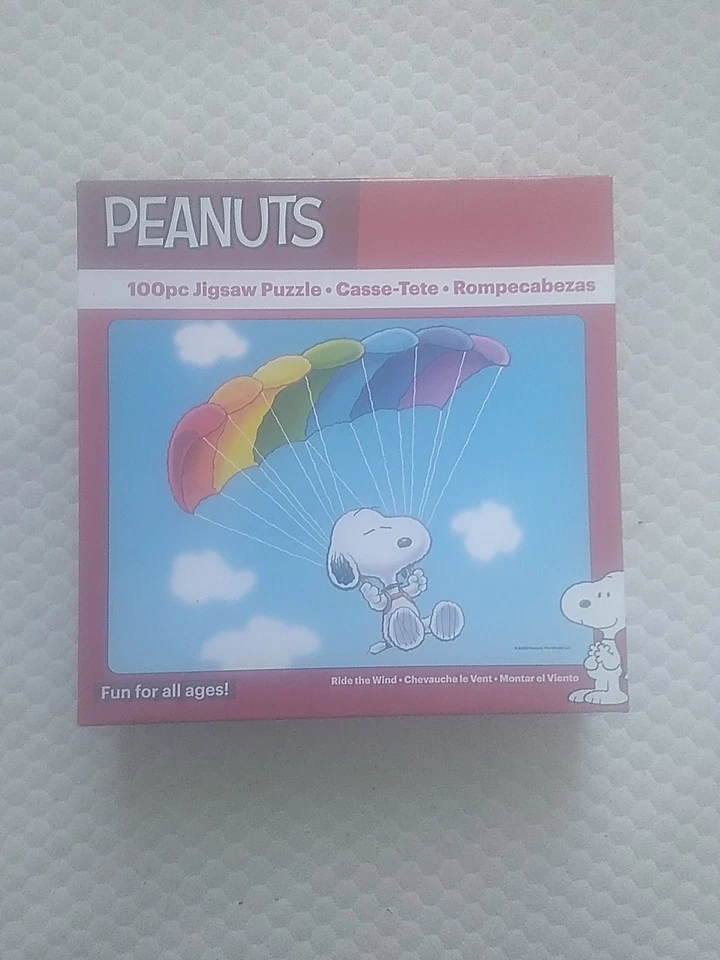 PEANUTS
100pc Jigsaw Puzzle • Casse-Tete • Rompecabezas
Ride the Wind • Chevauche le Vent • Montar el Viento
Fun for all ages!